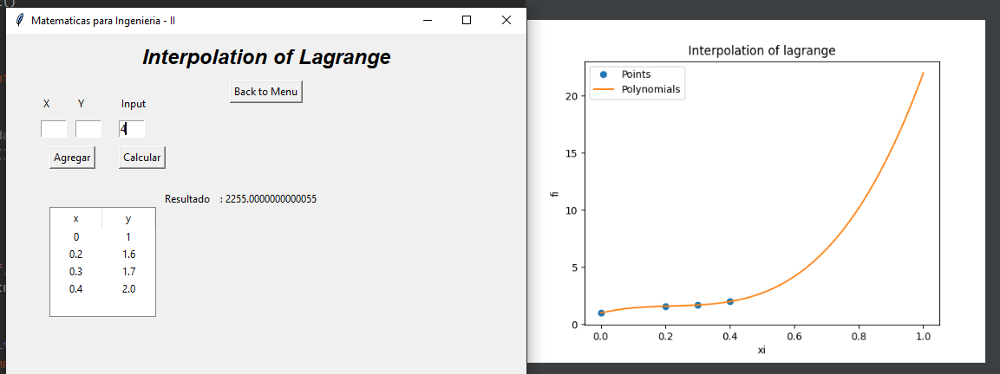 Matematicas para Ingenieria - II
Interpolation of Lagrange
Back to Menu
X Y Input
4
Agregar Calcular
Resultado : 2255.0000000000055
x y
0 1
0.2 1.6
0.3 1.7
0.4 2.0
Interpolation of lagrange
Points
Polynomials
20
15
10
5
0
fi
0.0 0.2 0.4 0.6 0.8 1.0
xi